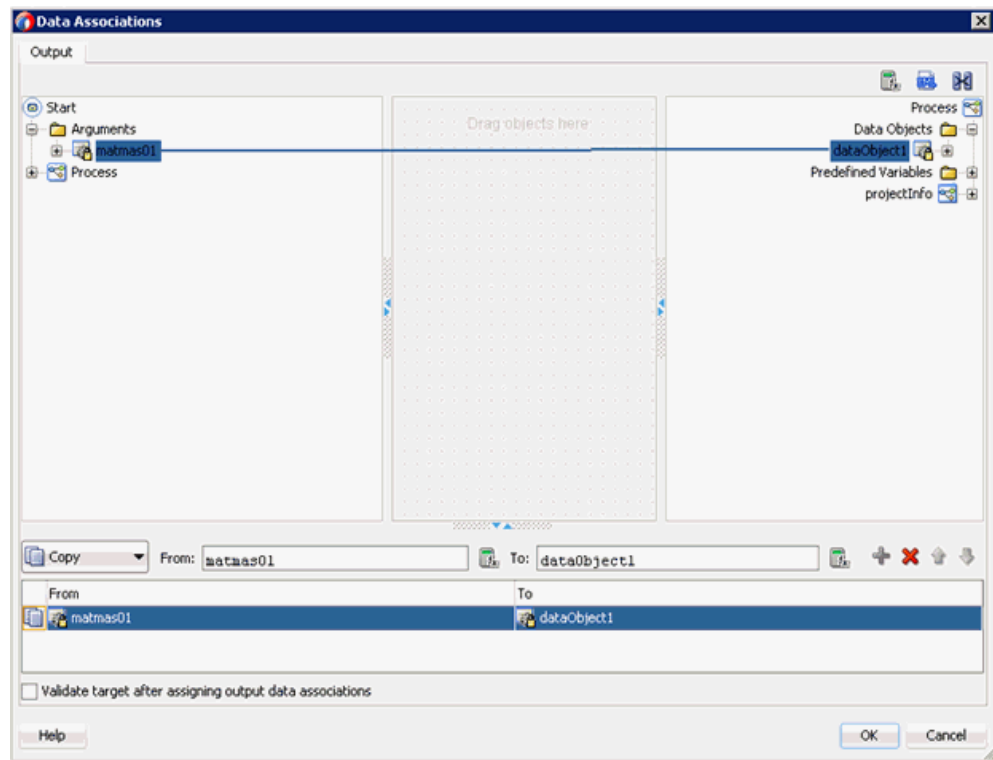 Data Associations
Output
Start
Arguments
matmas01
Process
Drag objects here
Process
Data Objects
dataObject1
Predefined Variables
projectInfo
Copy
From: matmas01 To: dataObject1
From To
matmas01 dataObject1
Validate target after assigning output data associations
Help OK Cancel